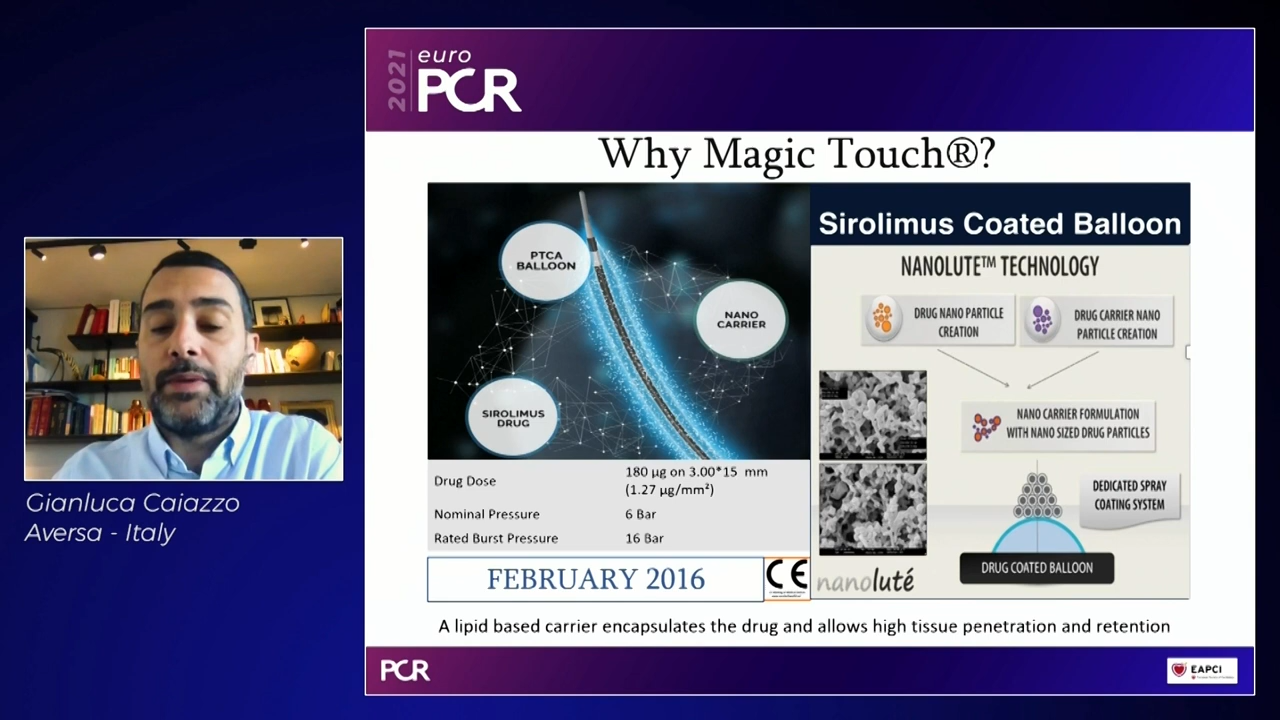 2021
euro
PCR
Why Magic Touch®?
PTCA
BALLOON
NANO
CARRIER
SIROLIMUS
DRUG
Drug Dose
180 µg on 3.00*15 mm
(1.27 µg/mm²)
Nominal Pressure
6 Bar
Rated Burst Pressure
16 Bar
FEBRUARY 2016
CE
Sirolimus Coated Balloon
NANOLUTE™ TECHNOLOGY
DRUG NANO PARTICLE
CREATION
DRUG CARRIER NANO
PARTICLE CREATION
NANO CARRIER FORMULATION
WITH NANO SIZED DRUG PARTICLES
DEDICATED SPRAY
COATING SYSTEM
DRUG COATED BALLOON
nanoluté
A lipid based carrier encapsulates the drug and allows high tissue penetration and retention
Gianluca Caiazzo
Aversa - Italy
PCR
EAPCI